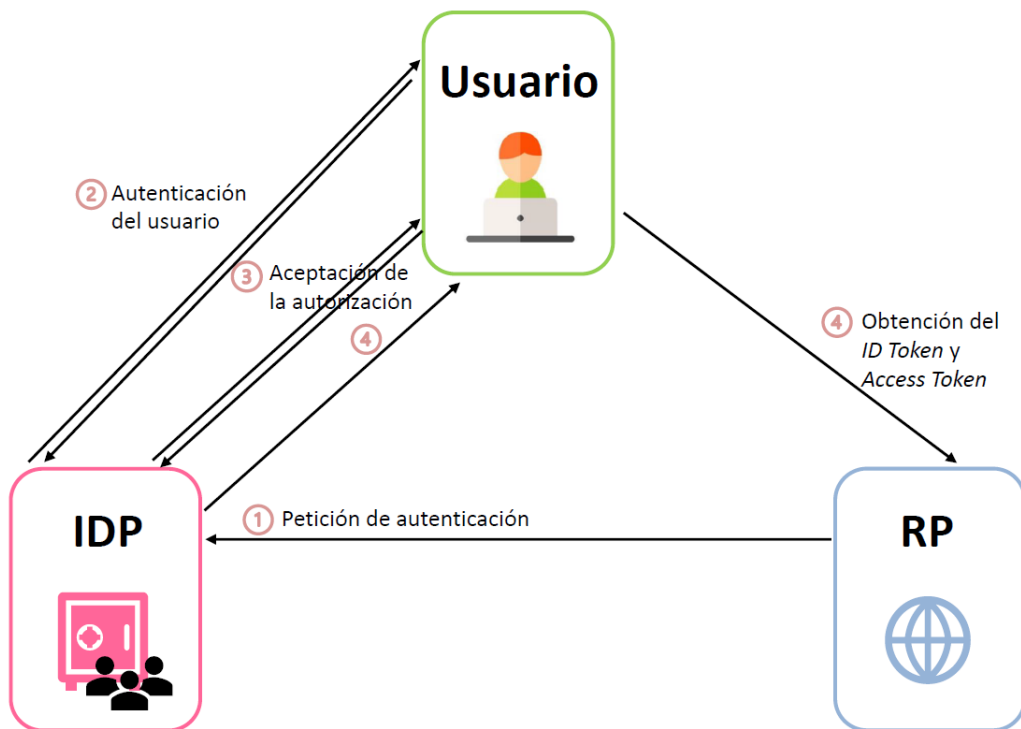 Usuario
② Autenticación
del usuario
③ Aceptación de
la autorización
④
④ Obtención del
ID Token y
Access Token
① Petición de autenticación
IDP
RP